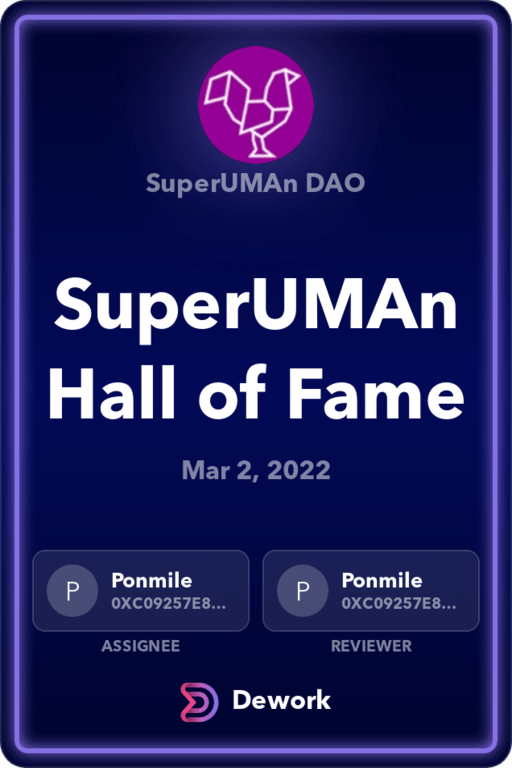 SuperUMAn DAO
SuperUMAn
Hall of Fame
Mar 2, 2022
P
Ponmile
0XC09257E8...
ASSIGNEE
P
Ponmile
0XC09257E8...
REVIEWER
Dework